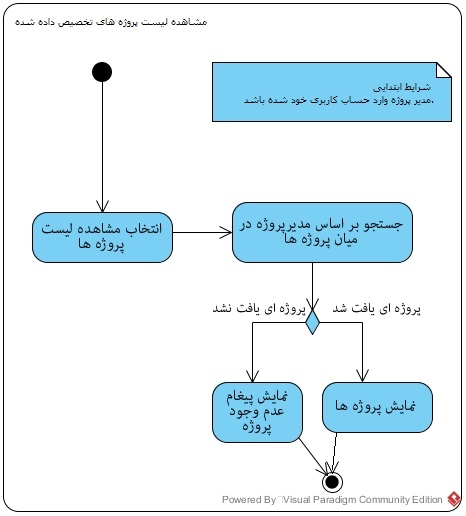 مشاهده لیست پروژه های تخصیص داده شده
شرایط ابتدایی
مدیر پروژه وارد حساب کاربری خود شده باشد.
انتخاب مشاهده لیست
پروژه ها
جستجو بر اساس مدیرپروژه در
میان پروژه ها
پروژه ای یافت شد
پروژه ای یافت نشد
نمایش پیغام
عدم وجود
پروژه
نمایش پروژه ها
Powered By Visual Paradigm Community Edition